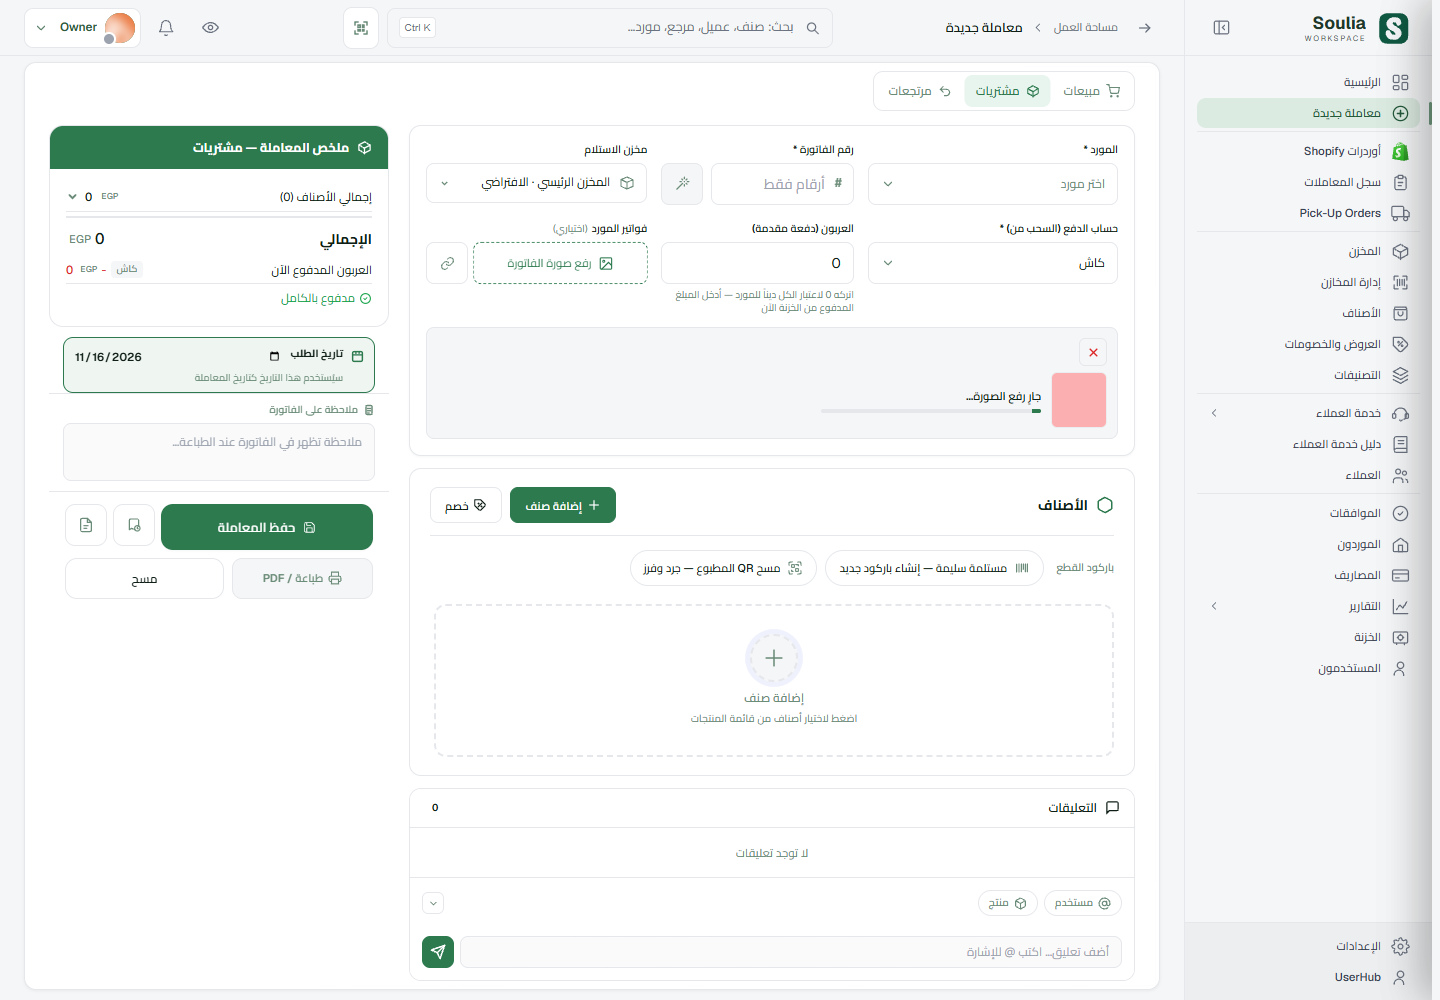 Soulia
WORKSPACE
الرئيسية
معاملة جديدة
أوردرات Shopify
سجل المعاملات
Pick-Up Orders
المخزن
إدارة المخازن
الأصناف
العروض والخصومات
التصنيفات
خدمة العملاء
دليل خدمة العملاء
العملاء
الموافقات
الموردون
المصاريف
التقارير
الخزنة
المستخدمون
الإعدادات
UserHub
مساحة العمل
معاملة جديدة
بحث: صنف، عميل، مرجع، مورد...
Ctrl K
Owner
مبيعات
مشتريات
مرتجعات
المورد *
رقم الفاتورة *
مخزن الاستلام
اختر مورد
# أرقام فقط
المخزن الرئيسي · الافتراضي
حساب الدفع (السحب من) *
العربون (دفعة مقدمة)
فواتير المورد (اختياري)
كاش
0
رفع صورة الفاتورة
اتركه 0 لاعتبار الكل ديناً للمورد — أدخل المبلغ
المدفوع من الخزنة الآن
جارٍ رفع الصورة...
الأصناف
إضافة صنف
خصم
باركود القطع
مستلمة سليمة — إنشاء باركود جديد
مسح QR المطبوع — جرد وفرز
إضافة صنف
اضغط لاختيار أصناف من قائمة المنتجات
التعليقات
0
لا توجد تعليقات
مستخدم
منتج
أضف تعليق... اكتب @ للإشارة
ملخص المعاملة — مشتريات
إجمالي الأصناف (0)
EGP 0
الإجمالي
EGP 0
العربون المدفوع الآن
كاش
- EGP 0
مدفوع بالكامل
تاريخ الطلب
11/16/2026
سيُستخدم هذا التاريخ كتاريخ المعاملة
ملاحظة على الفاتورة
ملاحظة تظهر في الفاتورة عند الطباعة...
حفظ المعاملة
طباعة / PDF
مسح